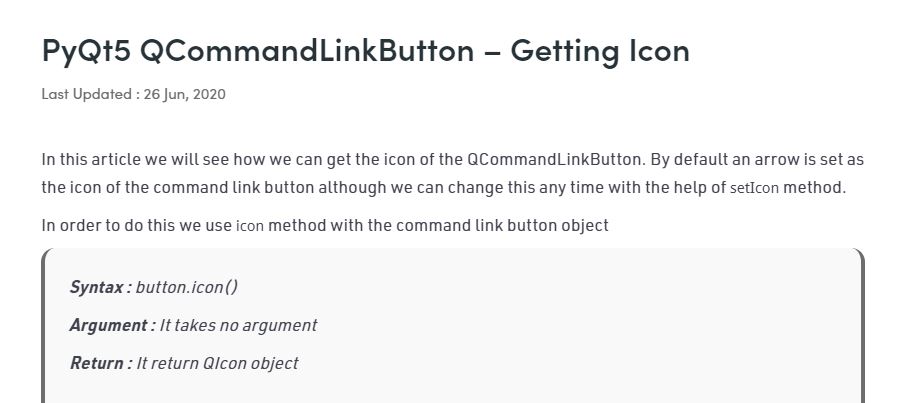 PyQt5 QCommandLinkButton – Getting Icon
Last Updated : 26 Jun, 2020
In this article we will see how we can get the icon of the QCommandLinkButton. By default an arrow is set as
the icon of the command link button although we can change this any time with the help of setIcon method.
In order to do this we use icon method with the command link button object
Syntax : button.icon()
Argument : It takes no argument
Return : It return QIcon object